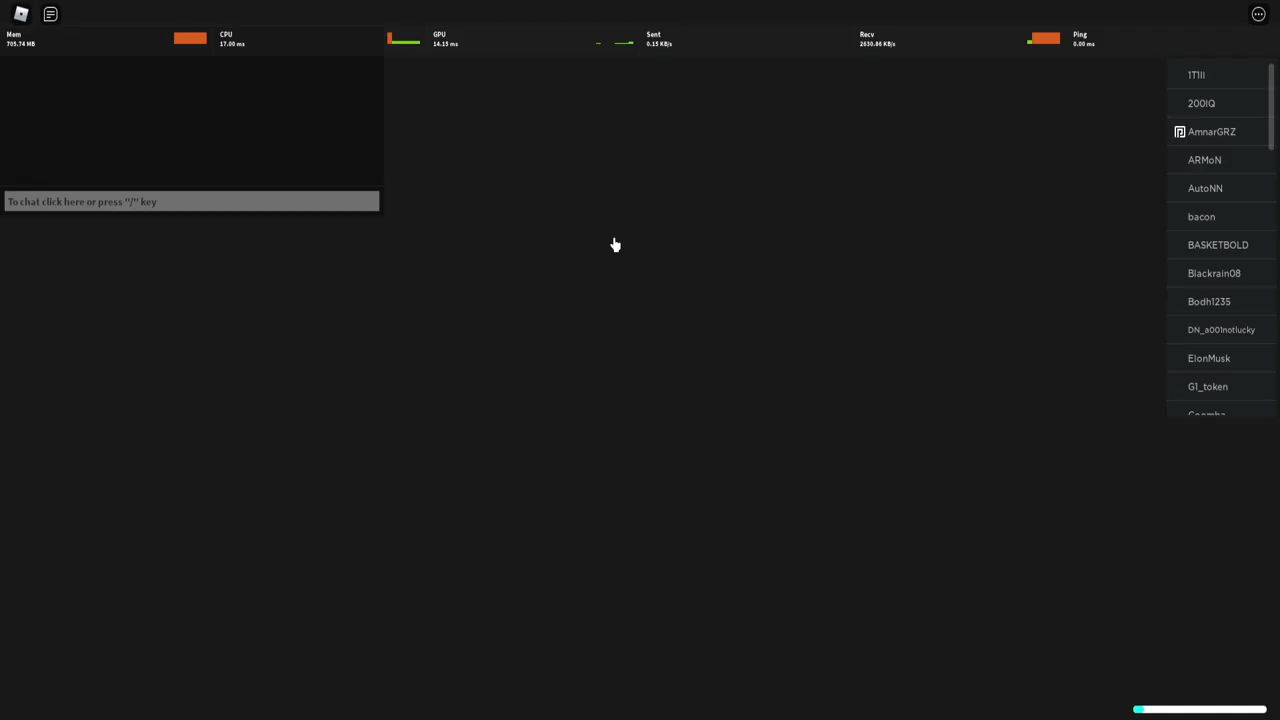 Mem
705.74 MB
CPU
17.00 ms
GPU
14.15 ms
Sent
0.15 KB/s
Recv
2630.86 KB/s
Ping
0.00 ms
To chat click here or press "/" key
1T1II
200IQ
AmnarGRZ
ARMoN
AutoNN
bacon
BASKETBOLD
Blackrain08
Bodh1235
DN_a001notlucky
ElonMusk
G1_token